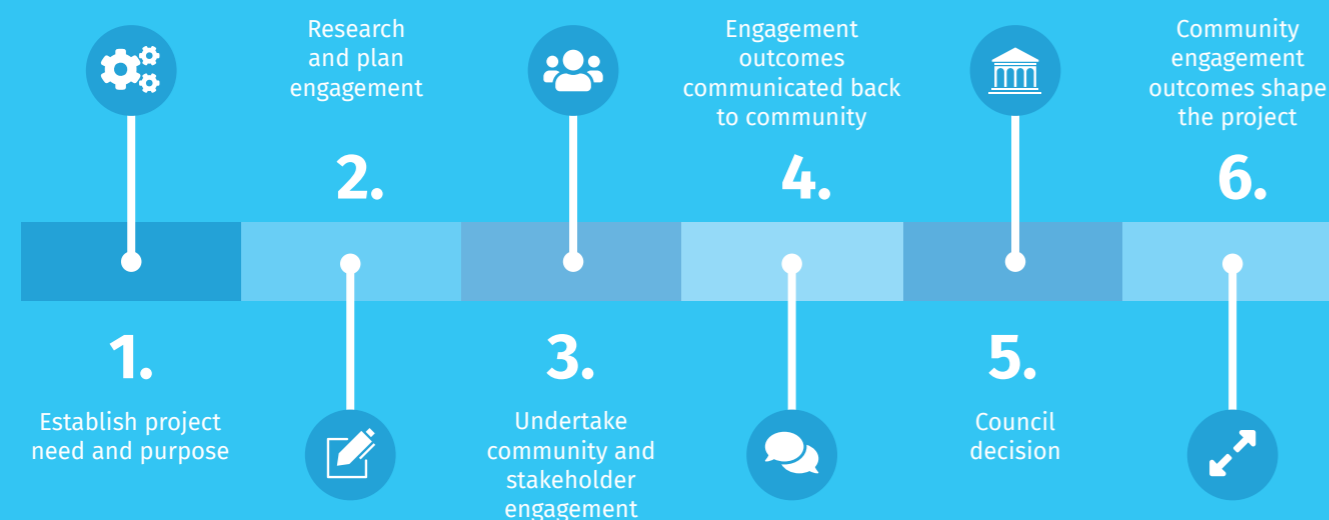 1.
Establish project
need and purpose
2.
Research
and plan
engagement
3.
Undertake
community and
stakeholder
engagement
4.
Engagement
outcomes
communicated back
to community
5.
Council
decision
6.
Community
engagement
outcomes shape
the project